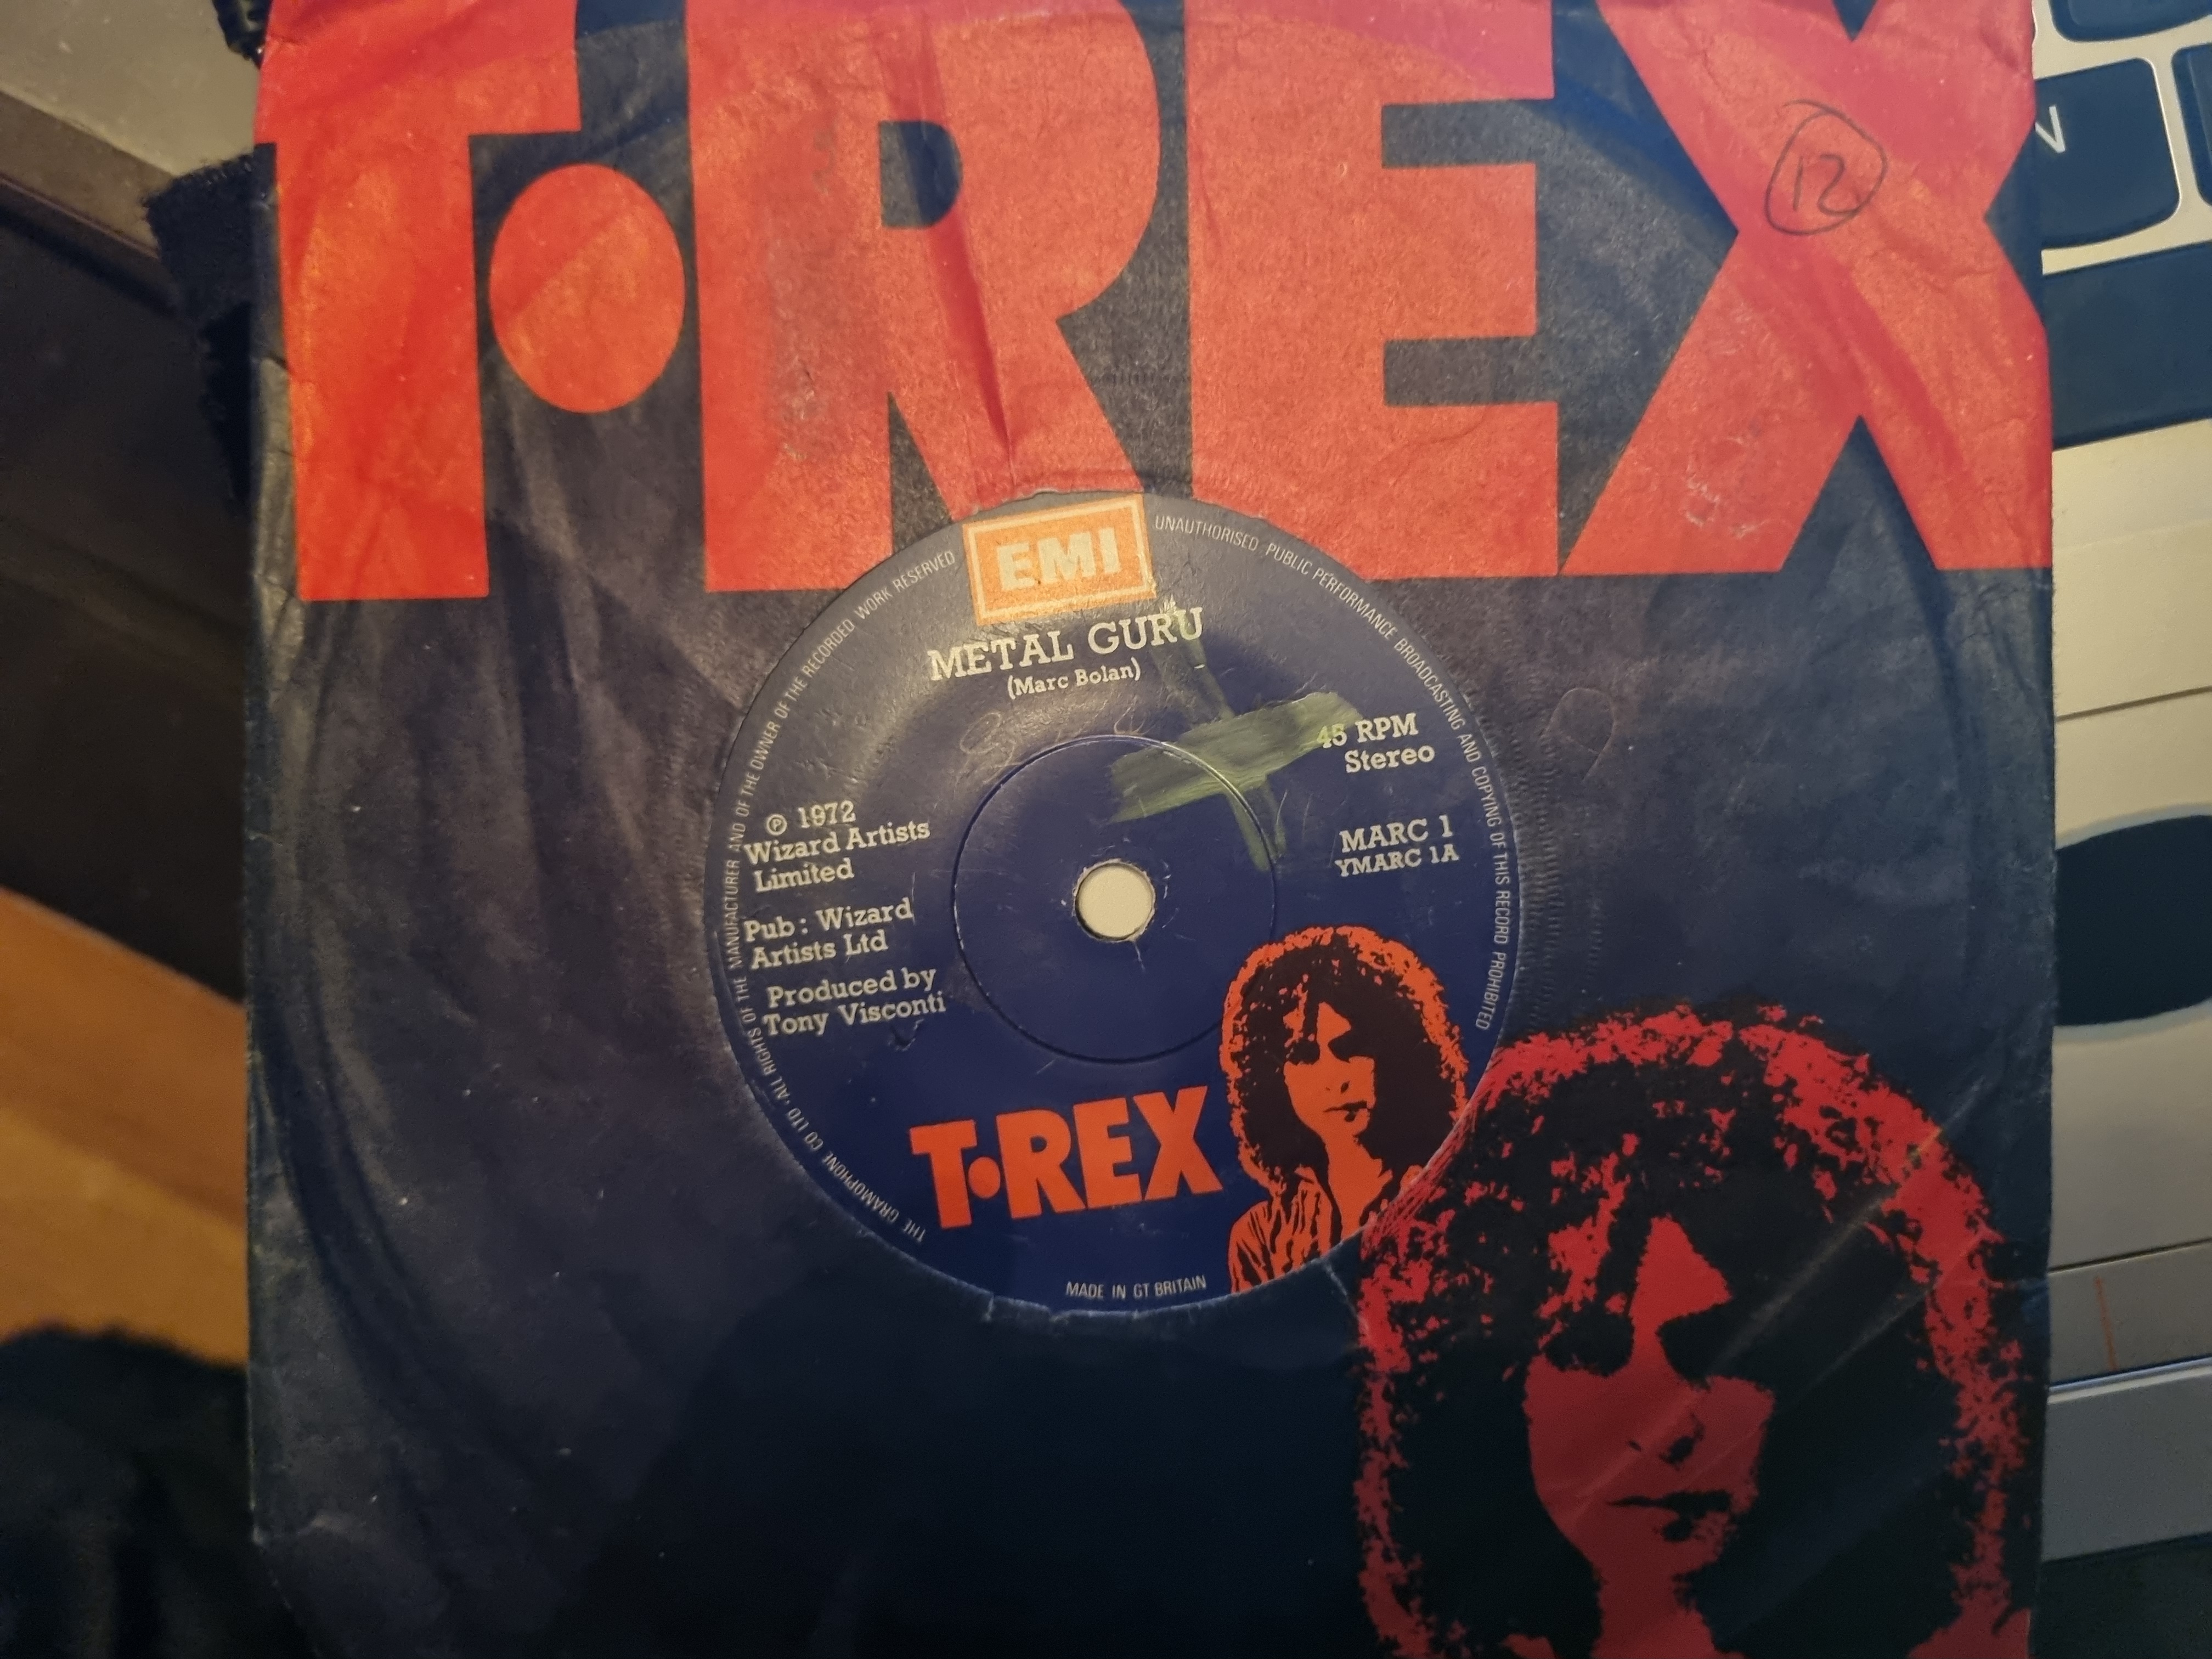 T·REX
12
N
EMI
THE GRAMOPHONE CO LTD · ALL RIGHTS OF THE MANUFACTURER AND OF THE OWNER OF THE RECORDED WORK RESERVED
UNAUTHORISED PUBLIC PERFORMANCE BROADCASTING AND COPYING OF THIS RECORD PROHIBITED
METAL GURU
(Marc Bolan)
45 RPM
Stereo
℗ 1972
Wizard Artists
Limited
MARC 1
YMARC 1A
Pub : Wizard
Artists Ltd
Produced by
Tony Visconti
T·REX
MADE IN GT BRITAIN